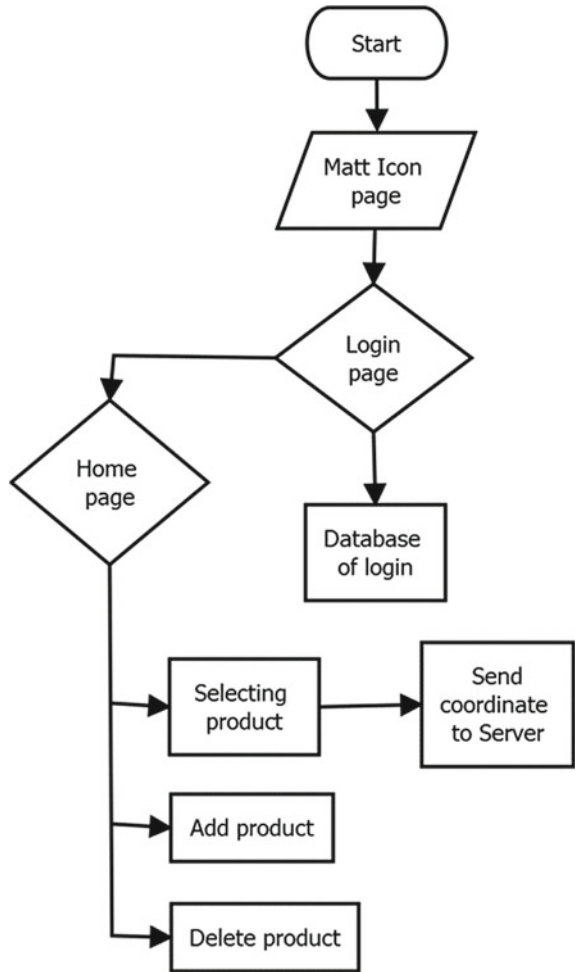 Start
Matt Icon
page
Login
page
Home
page
Database
of login
Selecting
product
Send
coordinate
to Server
Add product
Delete product